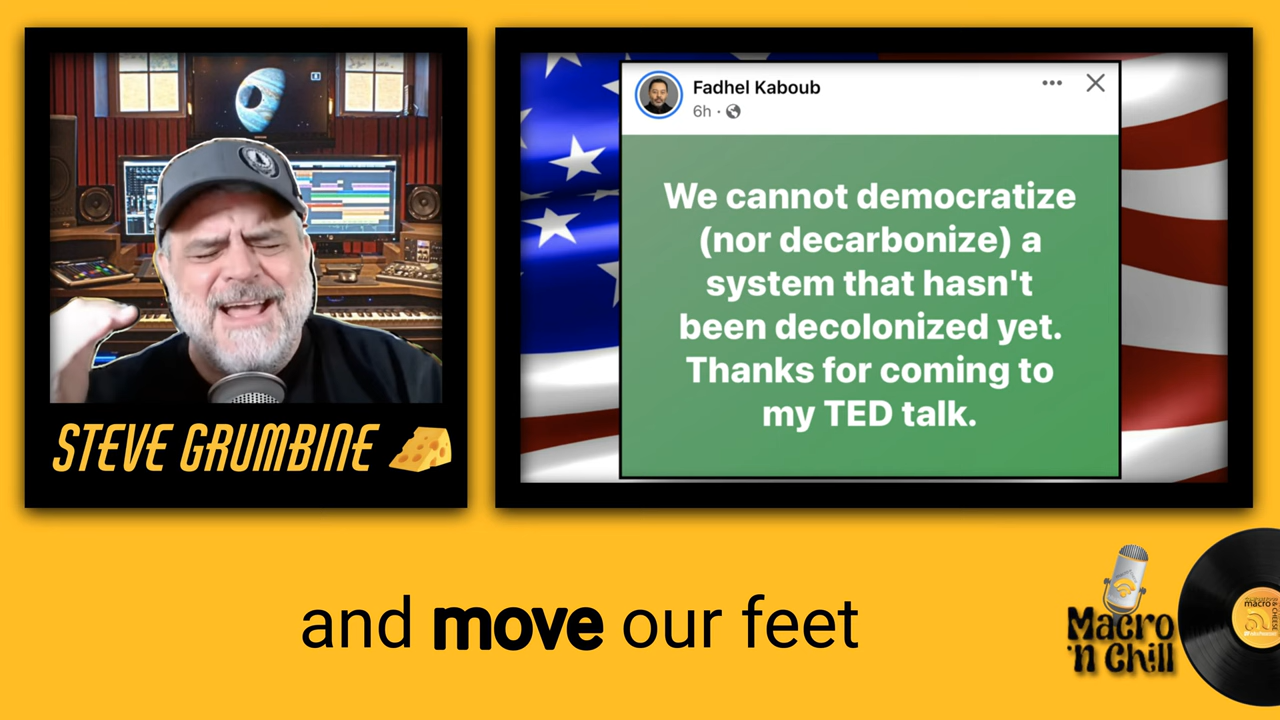 STEVE GRUMBINE
Fadhel Kaboub
6h ·
We cannot democratize
(nor decarbonize) a
system that hasn't
been decolonized yet.
Thanks for coming to
my TED talk.
and move our feet
Macro
'N Chill
macro